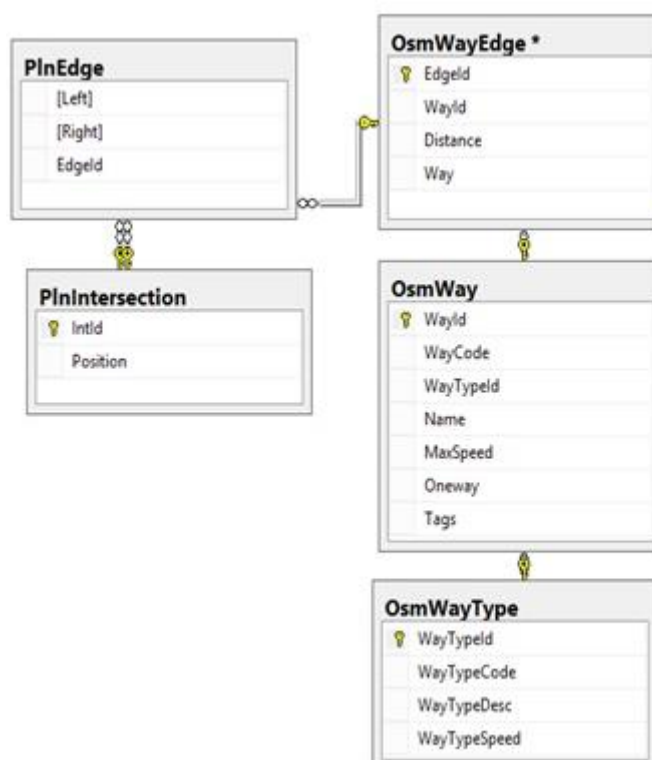 PlnEdge
[Left]
[Right]
EdgeId
PlnIntersection
IntId
Position
OsmWayEdge *
EdgeId
WayId
Distance
Way
OsmWay
WayId
WayCode
WayTypeId
Name
MaxSpeed
Oneway
Tags
OsmWayType
WayTypeId
WayTypeCode
WayTypeDesc
WayTypeSpeed